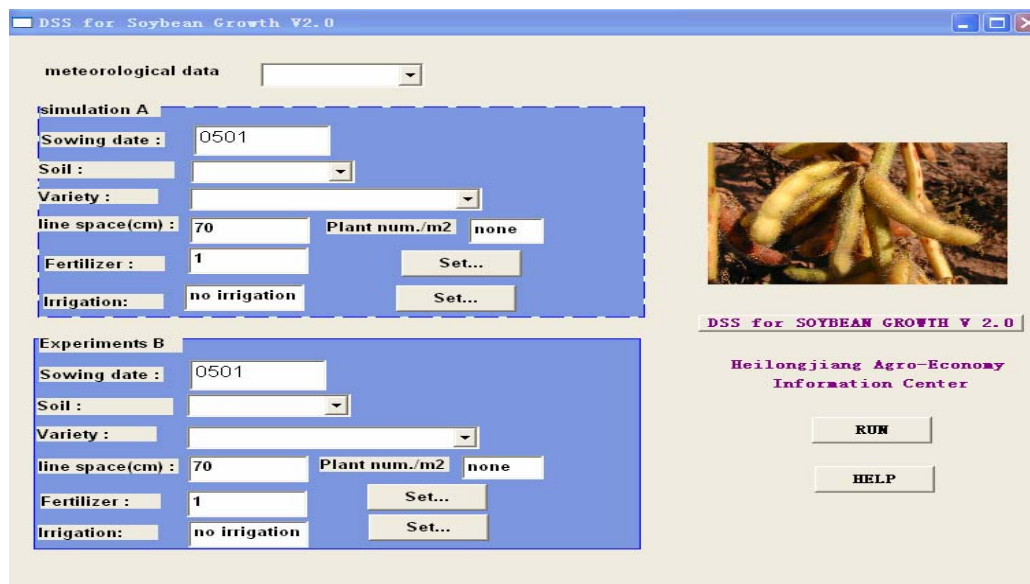 DSS for Soybean Growth V2.0
meteorological data
simulation A
Sowing date : 0501
Soil :
Variety :
line space(cm) : 70 Plant num./m2 none
Fertilizer : 1 Set...
Irrigation: no irrigation Set...
Experiments B
Sowing date : 0501
Soil :
Variety :
line space(cm) : 70 Plant num./m2 none
Fertilizer : 1 Set...
Irrigation: no irrigation Set...
DSS for SOYBEAN GROWTH V 2.0
Heilongjiang Agro-Economy
Information Center
RUN
HELP